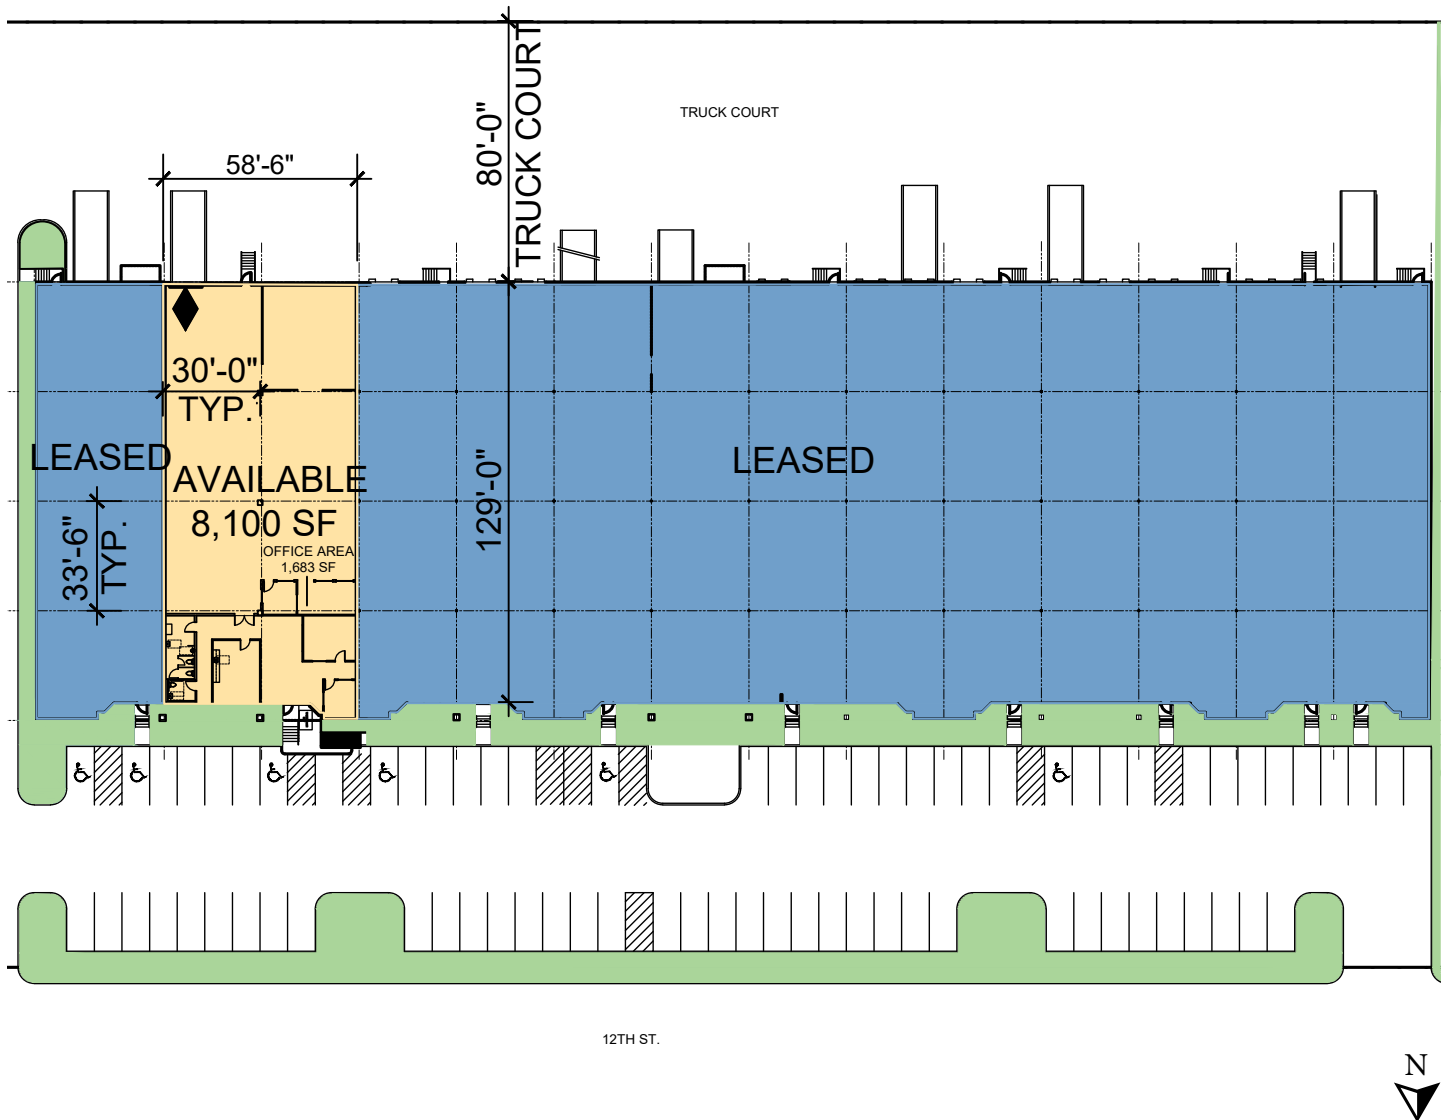 80'-0"
TRUCK COURT
TRUCK COURT
58'-6"
30'-0"
TYP.
LEASED
AVAILABLE
8,100 SF
OFFICE AREA
1,683 SF
33'-6"
TYP.
129'-0"
LEASED
12TH ST.
N